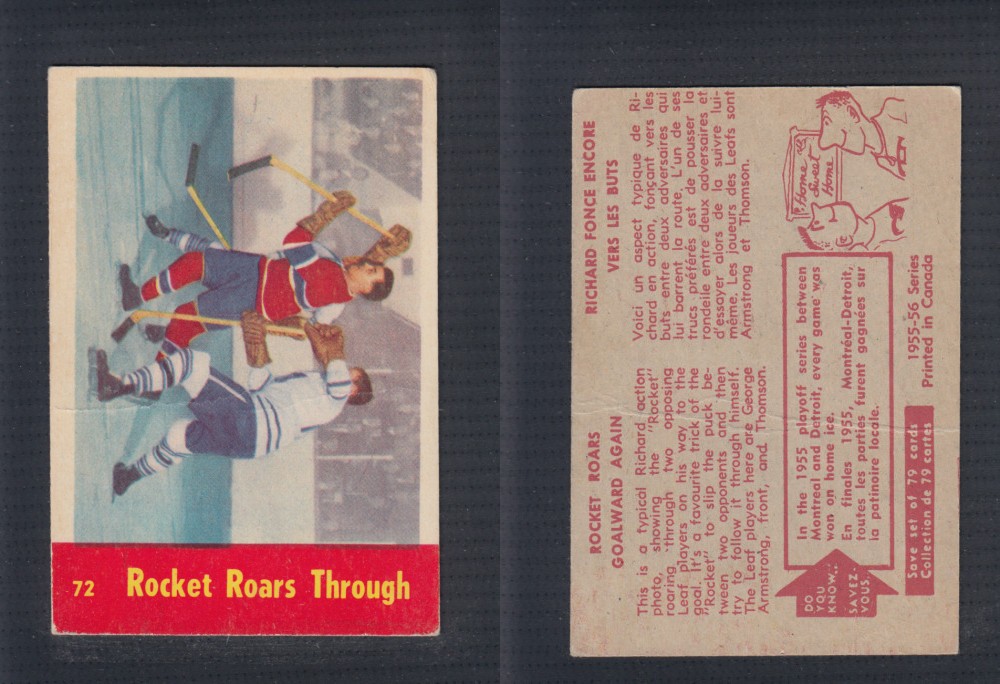 72 Rocket Roars Through
ROCKET ROARS
GOALWARD AGAIN
This is a typical Richard action
photo, showing the "Rocket"
roaring through two opposing
Leaf players on his way to the
goal. It's a favourite trick of the
"Rocket" to slip the puck be-
tween two opponents and then
try to follow it through himself.
The Leaf players here are George
Armstrong, front, and Thomson.
RICHARD FONCE ENCORE
VERS LES BUTS
Voici un aspect typique de Ri-
chard en action, fonçant vers les
buts entre deux adversaires qui
lui barrent la route. L'un de ses
trucs préférés est de pousser la
rondelle entre deux adversaires et
d'essayer alors de la suivre lui-
même. Les joueurs des Leafs sont
Armstrong et Thomson.
DO
YOU
KNOW..
SAVEZ-
VOUS..
In the 1955 playoff series between
Montreal and Detroit, every game was
won on home ice.
En finales 1955, Montréal-Detroit,
toutes les parties furent gagnées sur
la patinoire locale.
Home
Sweet
Home
Save set of 79 cards
Collection de 79 cartes
1955-56 Series
Printed in Canada